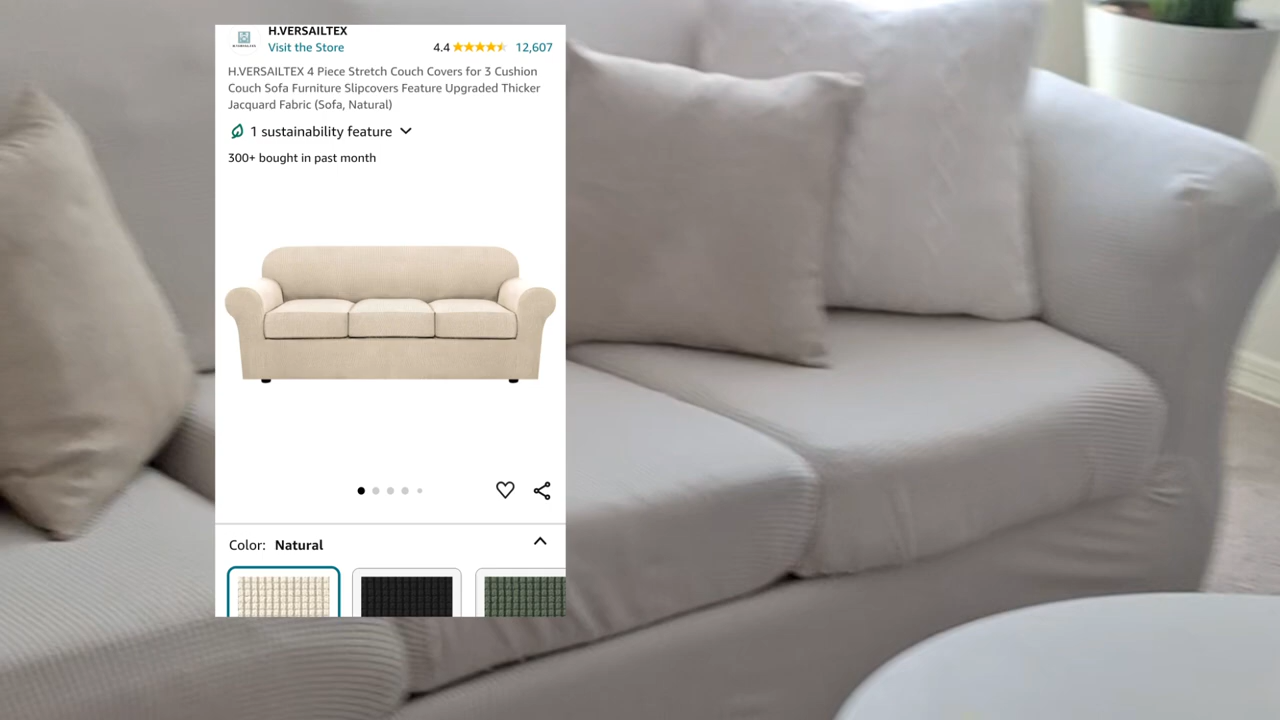 H.VERSAILTEX
Visit the Store
4.4 12,607
H.VERSAILTEX 4 Piece Stretch Couch Covers for 3 Cushion
Couch Sofa Furniture Slipcovers Feature Upgraded Thicker
Jacquard Fabric (Sofa, Natural)
1 sustainability feature
300+ bought in past month
Color: Natural